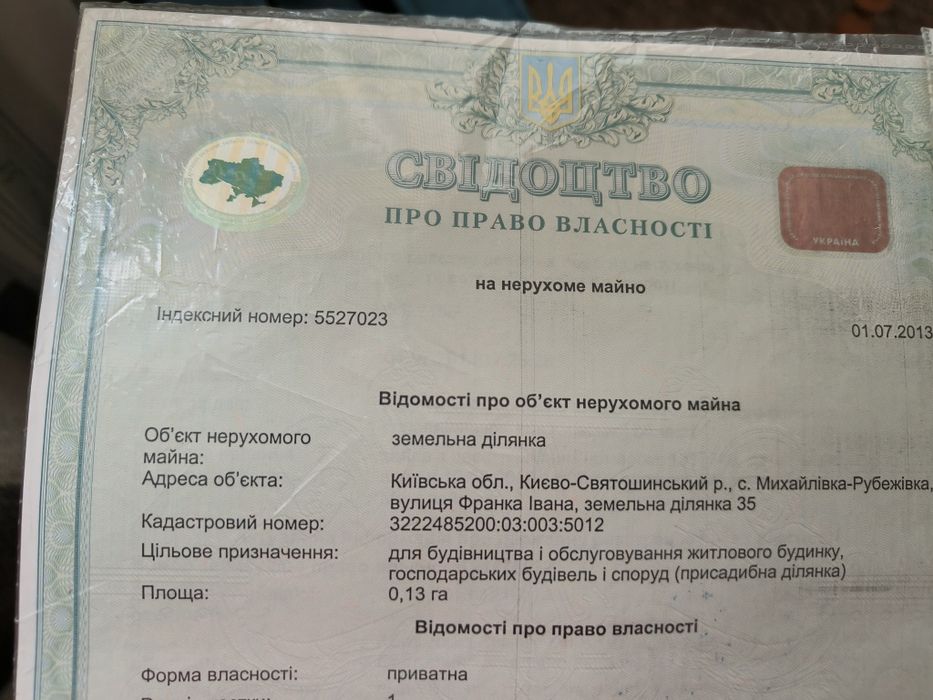 СВІДОЦТВО
ПРО ПРАВО ВЛАСНОСТІ
УКРАЇНА
на нерухоме майно
Індексний номер: 5527023
01.07.2013
Відомості про об'єкт нерухомого майна
Об'єкт нерухомого майна: земельна ділянка
Адреса об'єкта: Київська обл., Києво-Святошинський р., с. Михайлівка-Рубежівка,
вулиця Франка Івана, земельна ділянка 35
Кадастровий номер: 3222485200:03:003:5012
Цільове призначення: для будівництва і обслуговування житлового будинку,
господарських будівель і споруд (присадибна ділянка)
Площа: 0,13 га
Відомості про право власності
Форма власності: приватна